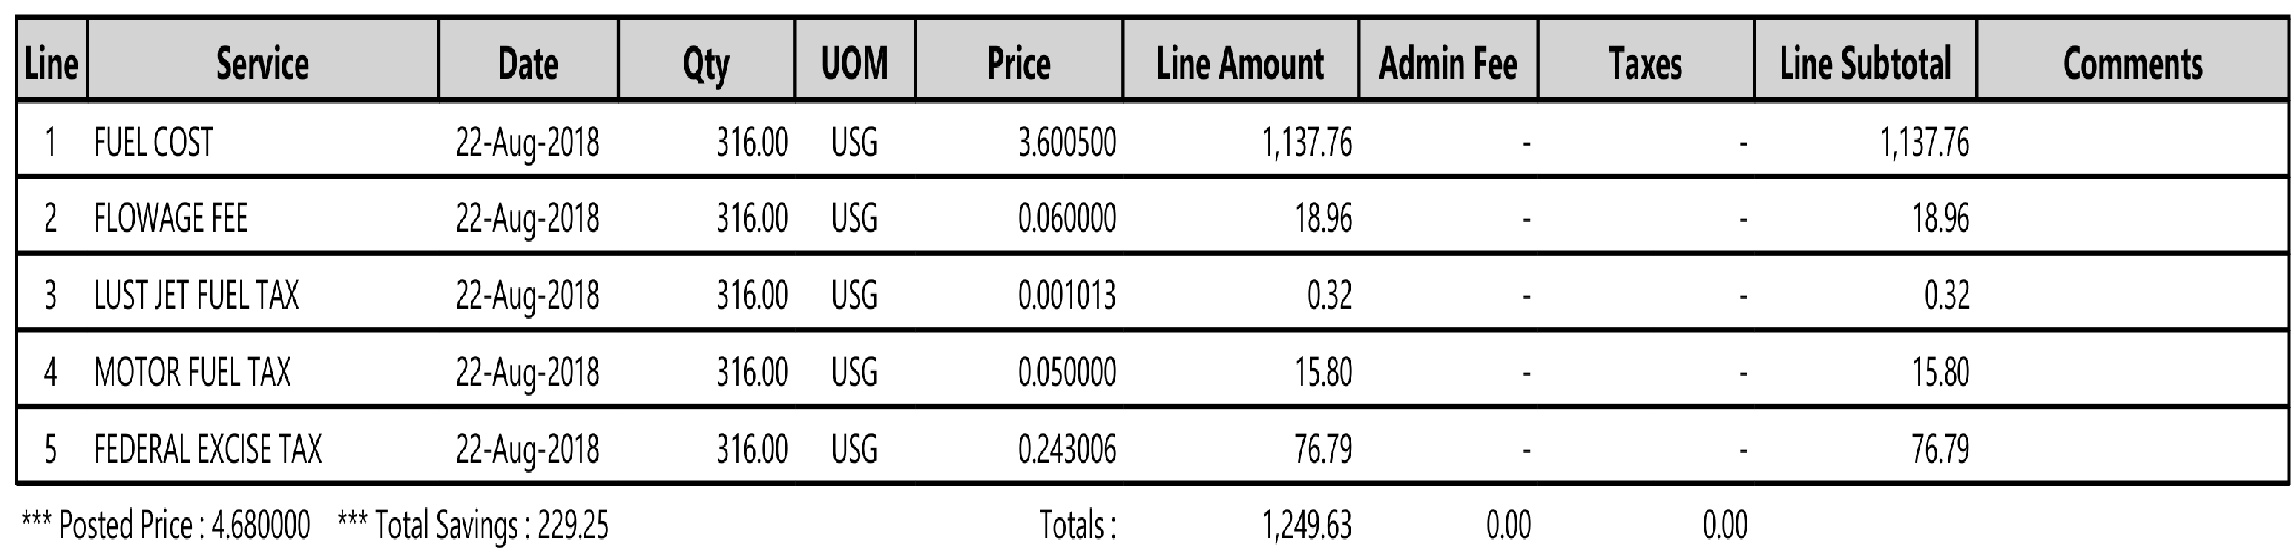 Line Service Date Qty UOM Price Line Amount Admin Fee Taxes Line Subtotal Comments
1 FUEL COST 22-Aug-2018 316.00 USG 3.600500 1,137.76 - - 1,137.76
2 FLOWAGE FEE 22-Aug-2018 316.00 USG 0.060000 18.96 - - 18.96
3 LUST JET FUEL TAX 22-Aug-2018 316.00 USG 0.001013 0.32 - - 0.32
4 MOTOR FUEL TAX 22-Aug-2018 316.00 USG 0.050000 15.80 - - 15.80
5 FEDERAL EXCISE TAX 22-Aug-2018 316.00 USG 0.243006 76.79 - - 76.79
*** Posted Price : 4.680000 *** Total Savings : 229.25 Totals : 1,249.63 0.00 0.00